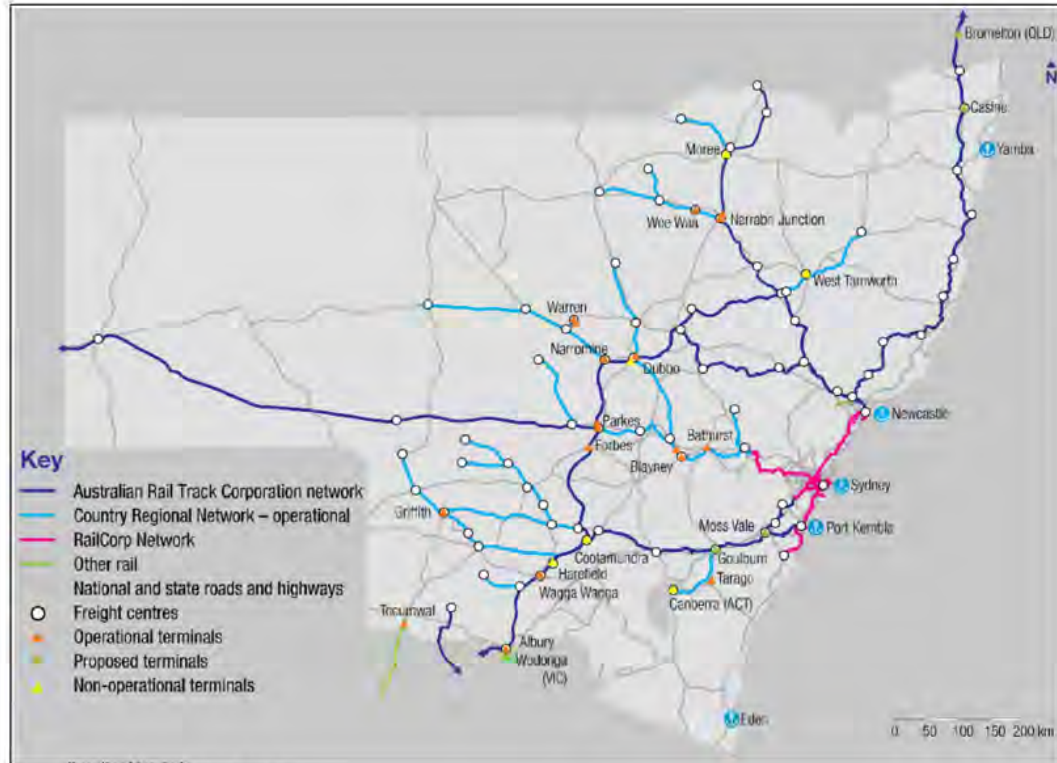 Bromelton (QLD)
N
Casino
Yamba
Moree
Wee Waa
Narrabri Junction
West Tamworth
Warren
Narromine
Dubbo
Newcastle
Parkes
Forbes
Bathurst
Blayney
Sydney
Key
Australian Rail Track Corporation network
Country Regional Network – operational
RailCorp Network
Other rail
National and state roads and highways
Freight centres
Operational terminals
Proposed terminals
Non-operational terminals
Griffith
Moss Vale
Port Kembla
Cootamundra
Goulburn
Harefield
Tarago
Wagga Wagga
Canberra (ACT)
Tocumwal
Albury
Wodonga
(VIC)
Eden
0 50 100 150 200 km